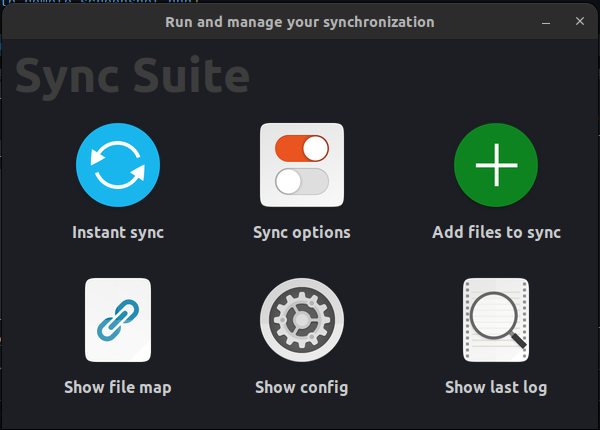 Run and manage your synchronization
Sync Suite
Instant sync
Sync options
Add files to sync
Show file map
Show config
Show last log